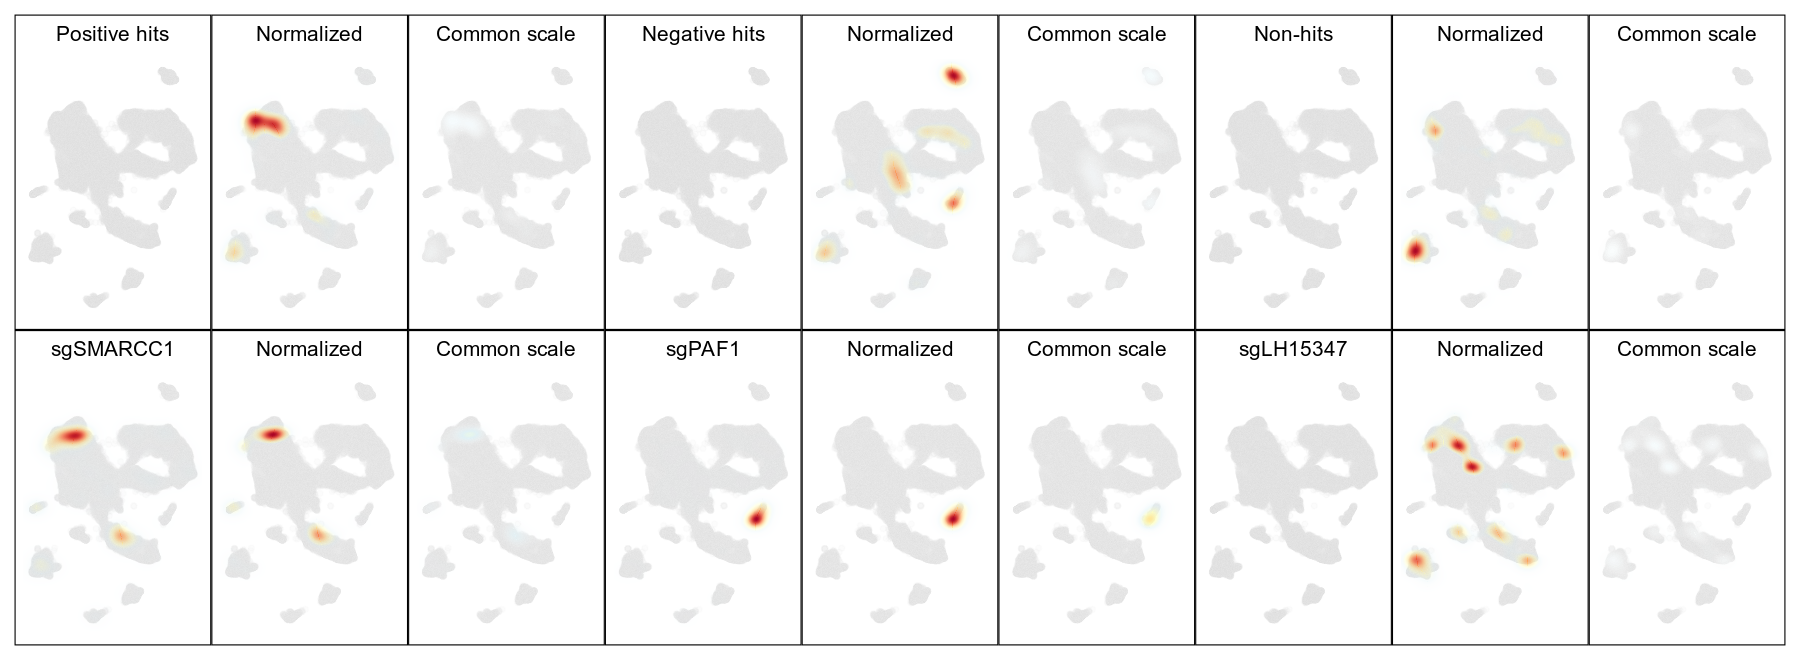 Positive hits
Normalized
Common scale
Negative hits
Normalized
Common scale
Non-hits
Normalized
Common scale
sgSMARCC1
Normalized
Common scale
sgPAF1
Normalized
Common scale
sgLH15347
Normalized
Common scale